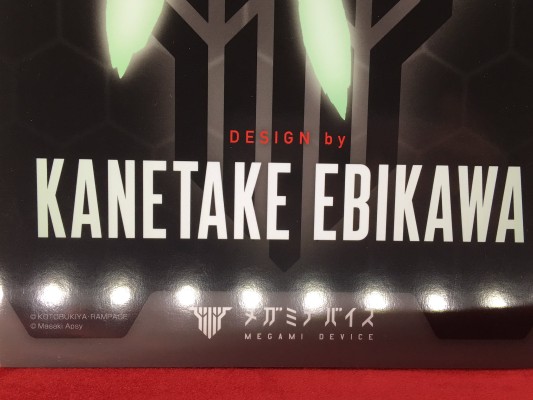 DESIGN by
KANETAKE EBIKAWA
© KOTOBUKIYA・RAMPAGE
© Masaki Apsy
メガミデバイス
MEGAMI DEVICE